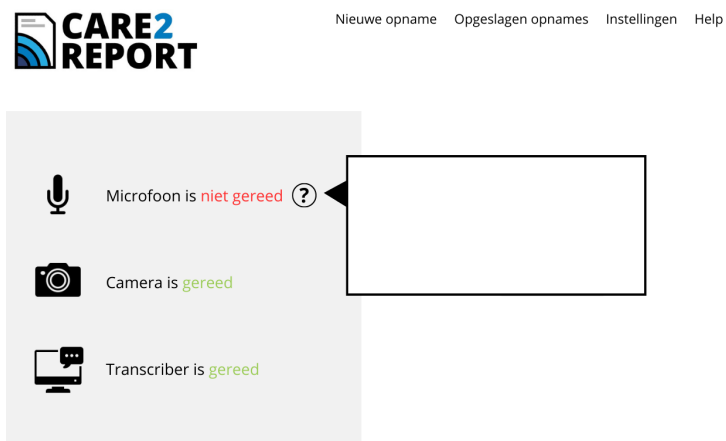 CARE2
REPORT
Nieuwe opname Opgeslagen opnames Instellingen Help
Microfoon is niet gereed ?
Camera is gereed
Transcriber is gereed